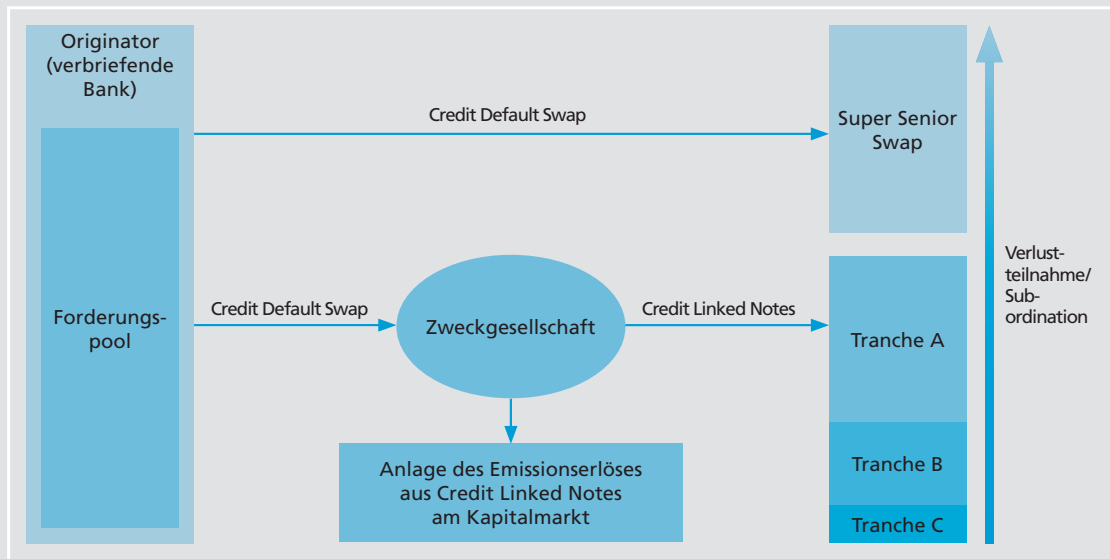 Originator
(verbriefende
Bank)
Credit Default Swap
Super Senior
Swap
Forderungs-
pool
Credit Default Swap
Zweckgesellschaft
Credit Linked Notes
Tranche A
Verlust-
teilnahme/
Sub-
ordination
Anlage des Emissionserlöses
aus Credit Linked Notes
am Kapitalmarkt
Tranche B
Tranche C